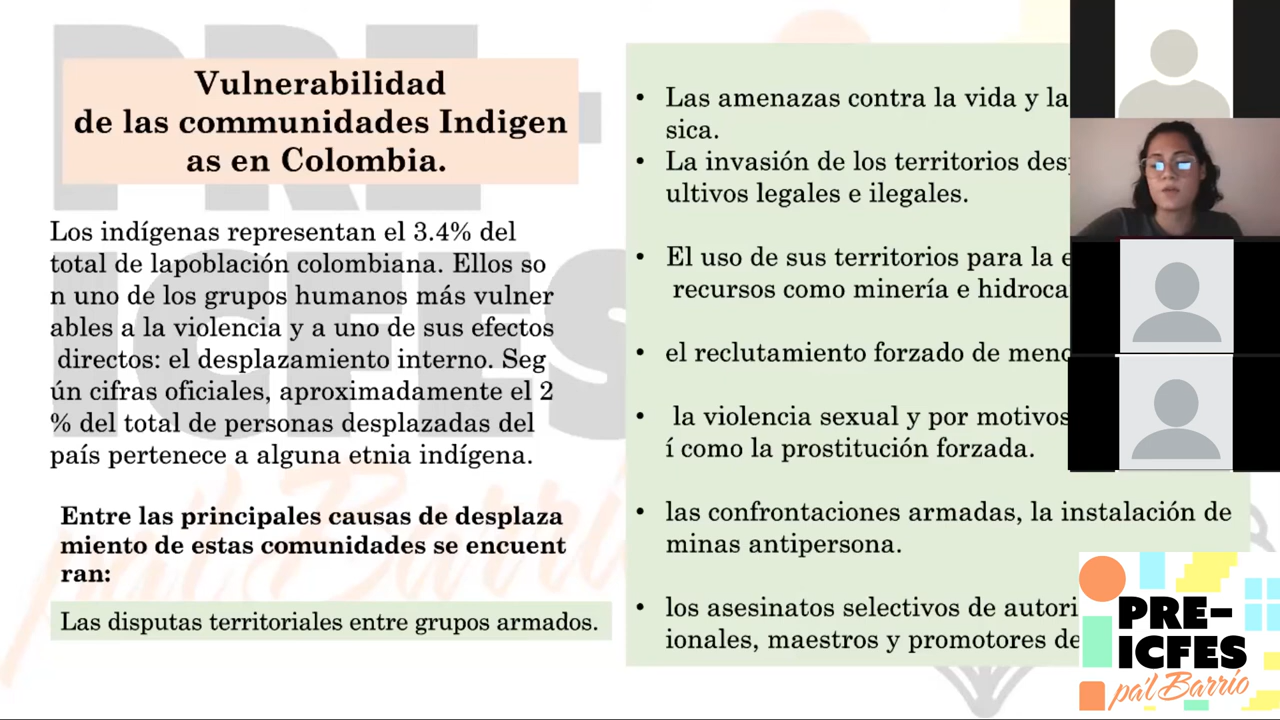 Vulnerabilidad
de las communidades Indigen
as en Colombia.
Los indígenas representan el 3.4% del
total de lapoblación colombiana. Ellos so
n uno de los grupos humanos más vulner
ables a la violencia y a uno de sus efectos
directos: el desplazamiento interno. Seg
ún cifras oficiales, aproximadamente el 2
% del total de personas desplazadas del
país pertenece a alguna etnia indígena.
Entre las principales causas de desplaza
miento de estas comunidades se encuent
ran:
Las disputas territoriales entre grupos armados.
• Las amenazas contra la vida y la
sica.
• La invasión de los territorios
ultivos legales e ilegales.
• El uso de sus territorios para la
recursos como minería e
• el reclutamiento forzado de
• la violencia sexual y por motivos
í como la prostitución forzada.
• las confrontaciones armadas, la instalación de
minas antipersona.
• los asesinatos selectivos de
ionales, maestros y promotores de
PRE-
ICFES
pa'l Barrio